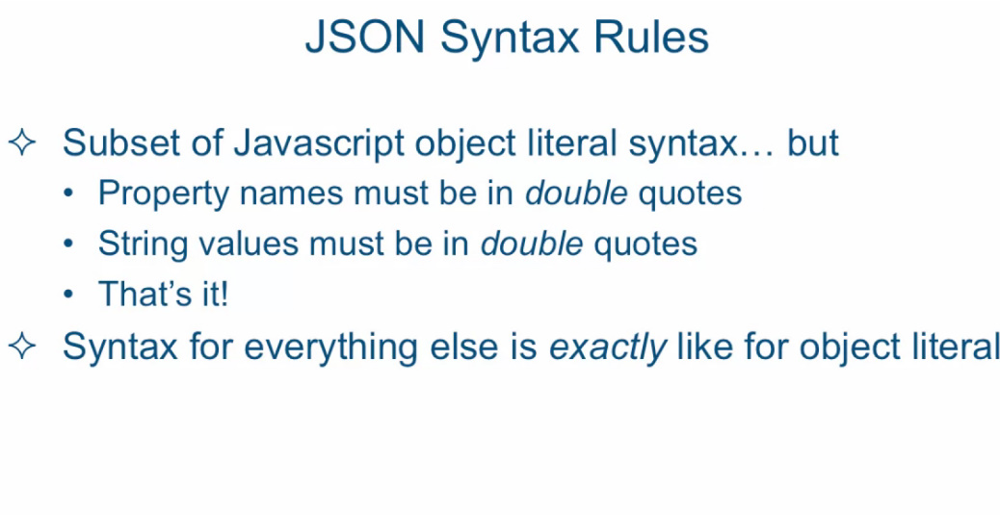 JSON Syntax Rules
✧ Subset of Javascript object literal syntax… but
• Property names must be in double quotes
• String values must be in double quotes
• That’s it!
✧ Syntax for everything else is exactly like for object literal